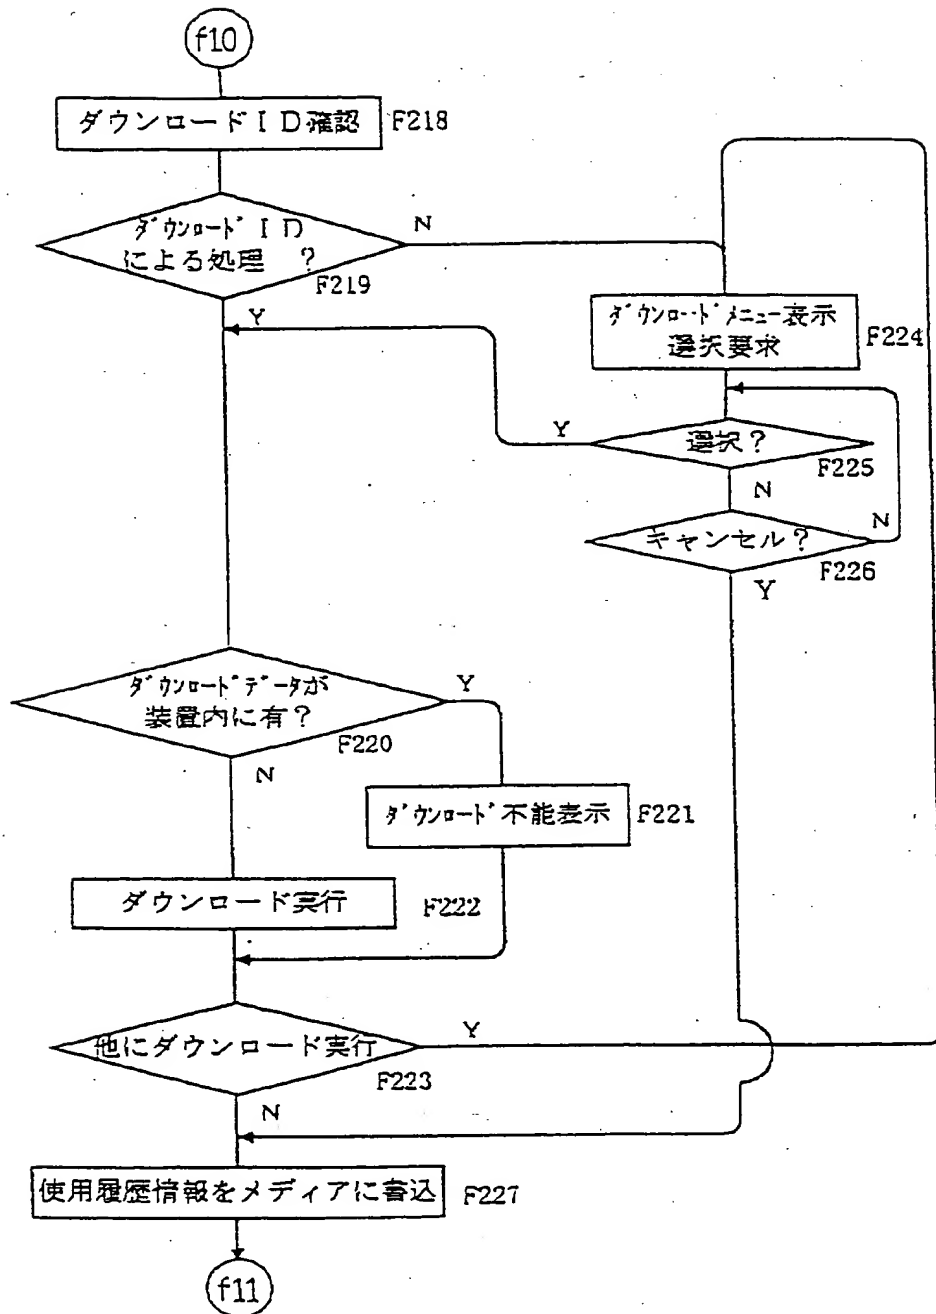 f10
ダウンロードＩＤ確認 F218
ﾀﾞｳﾝﾛｰﾄﾞ ＩＤ
による処理 ?
F219
N
Y
ﾀﾞｳﾝﾛｰﾄﾞﾒﾆｭｰ表示
選択要求
F224
選択?
F225
Y
N
キャンセル?
F226
N
Y
ﾀﾞｳﾝﾛｰﾄﾞﾃﾞｰﾀが
装置内に有?
F220
Y
N
ﾀﾞｳﾝﾛｰﾄﾞ不能表示 F221
ダウンロード実行 F222
他にダウンロード実行
F223
Y
N
使用履歴情報をメディアに書込 F227
f11